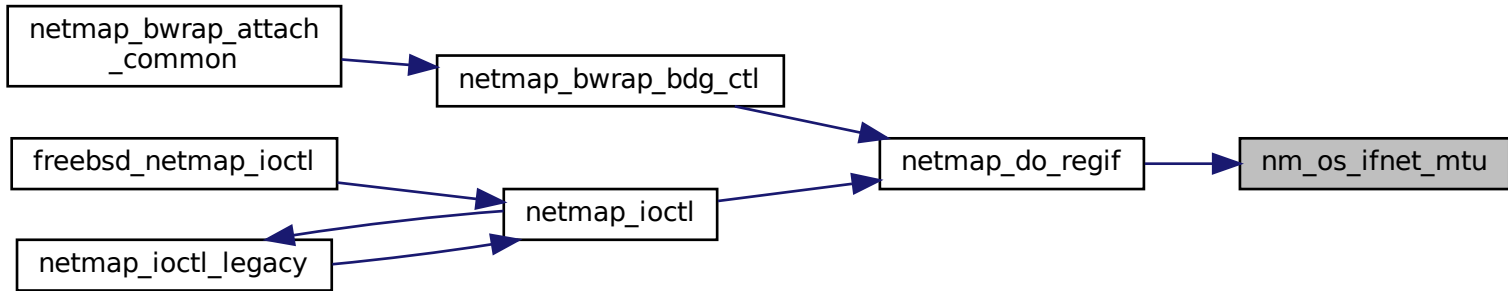 netmap_bwrap_attach
_common
netmap_bwrap_bdg_ctl
freebsd_netmap_ioctl
netmap_do_regif
nm_os_ifnet_mtu
netmap_ioctl
netmap_ioctl_legacy